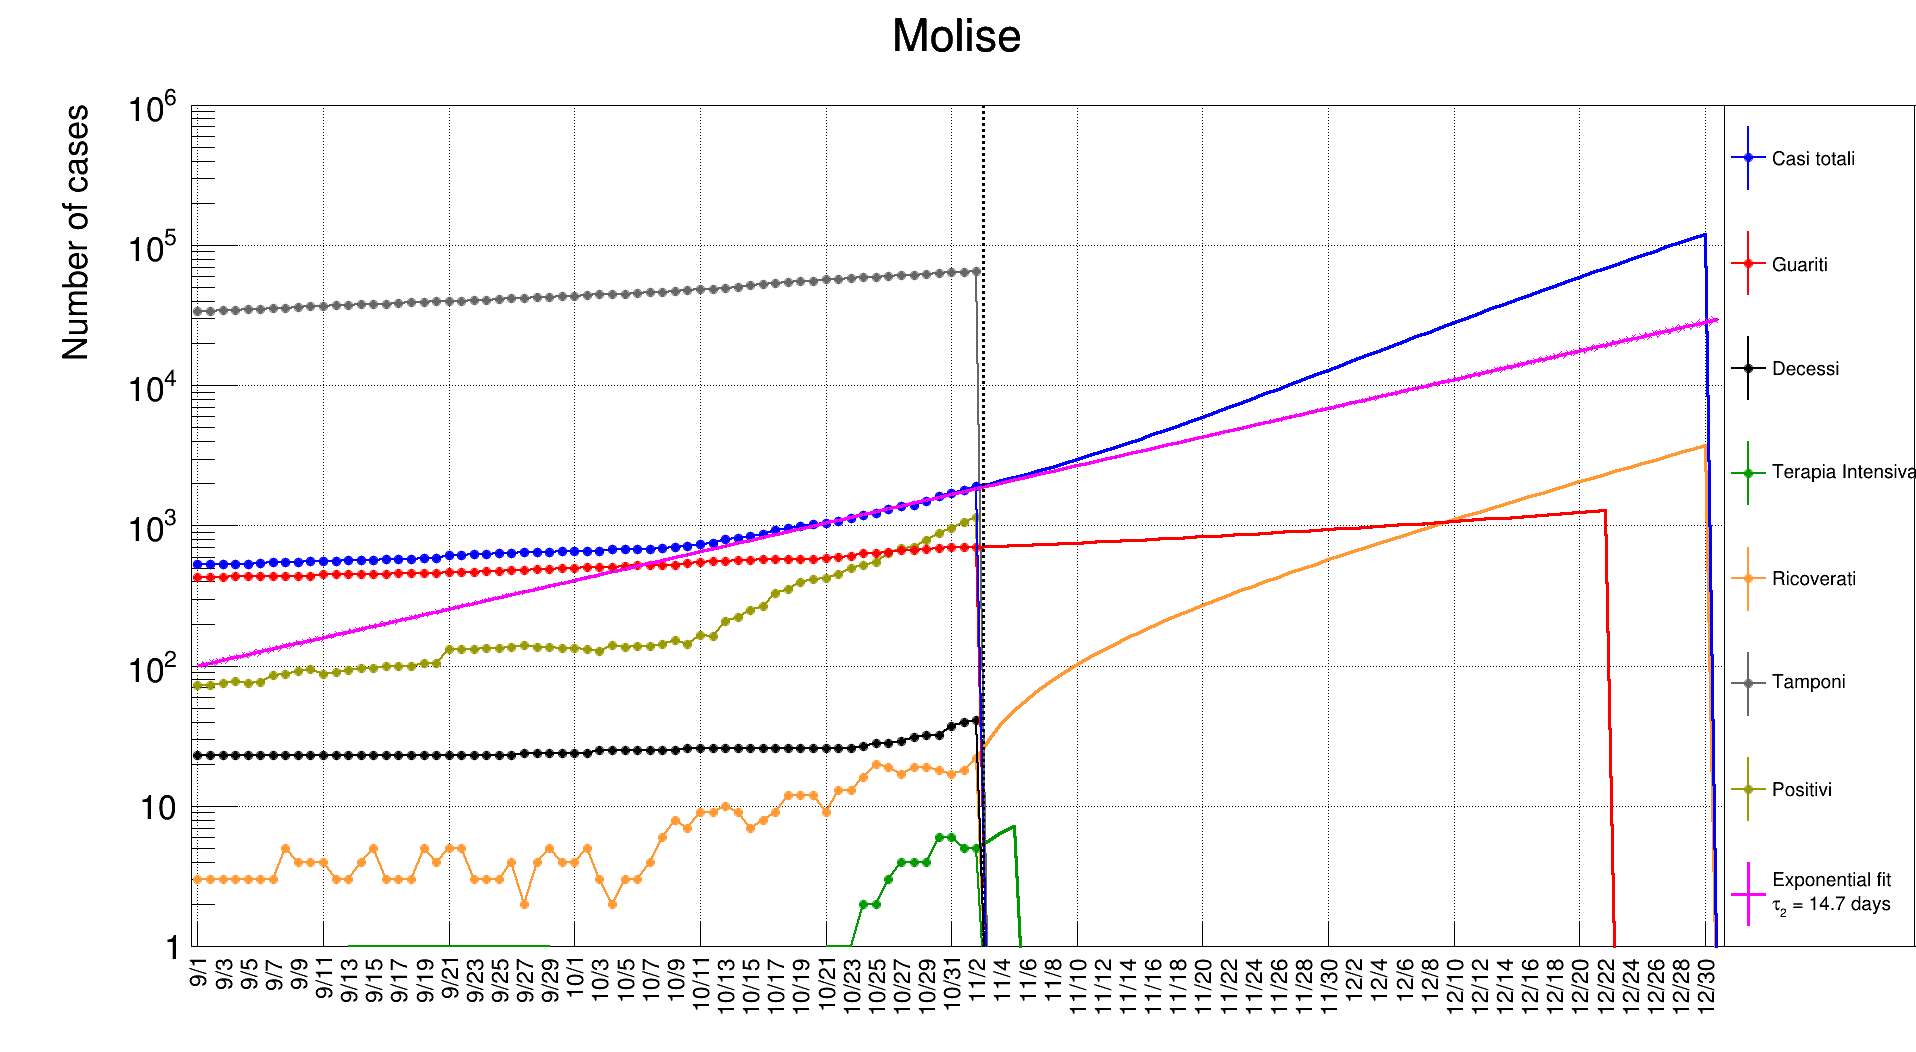 Molise
Number of cases
10^6
10^5
10^4
10^3
10^2
10
1
9/1 9/3 9/5 9/7 9/9 9/11 9/13 9/15 9/17 9/19 9/21 9/23 9/25 9/27 9/29 10/1 10/3 10/5 10/7 10/9 10/11 10/13 10/15 10/17 10/19 10/21 10/23 10/25 10/27 10/29 10/31 11/2 11/4 11/6 11/8 11/10 11/12 11/14 11/16 11/18 11/20 11/22 11/24 11/26 11/28 11/30 12/2 12/4 12/6 12/8 12/10 12/12 12/14 12/16 12/18 12/20 12/22 12/24 12/26 12/28 12/30
Casi totali
Guariti
Decessi
Terapia Intensiva
Ricoverati
Tamponi
Positivi
Exponential fit
τ₂ = 14.7 days